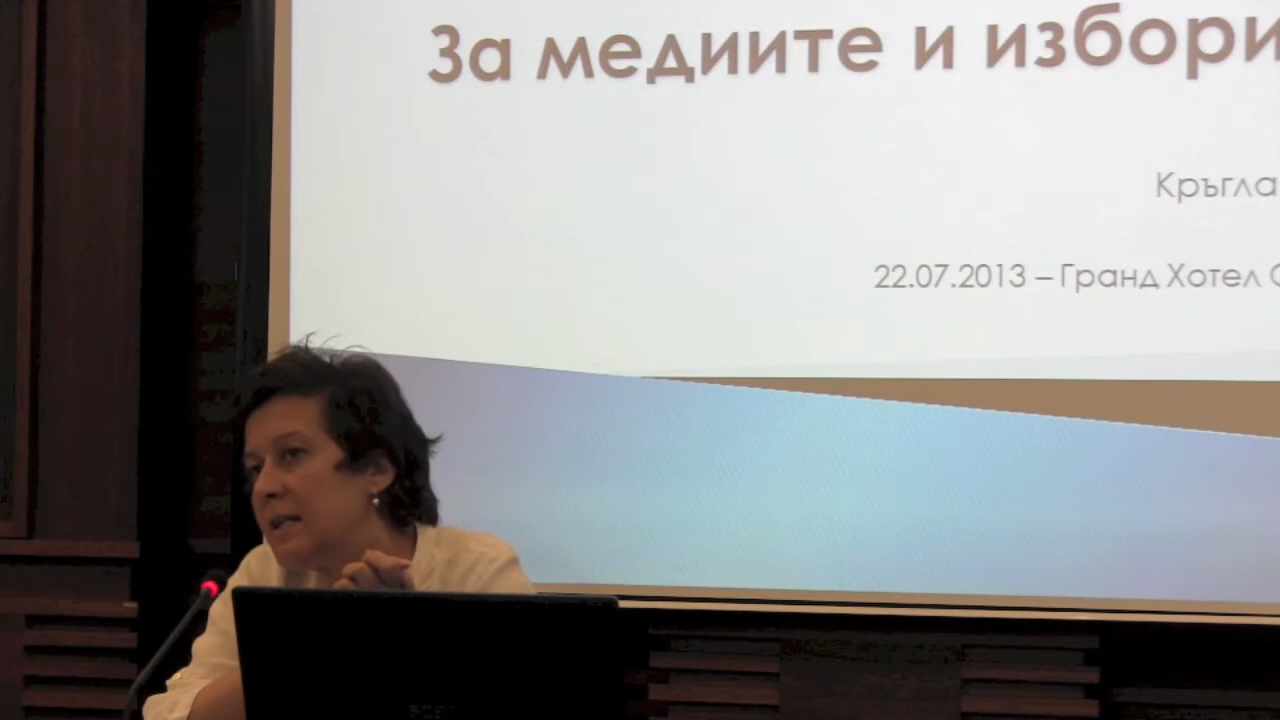 За медиите и избори
Кръгла
22.07.2013 – Гранд Хотел